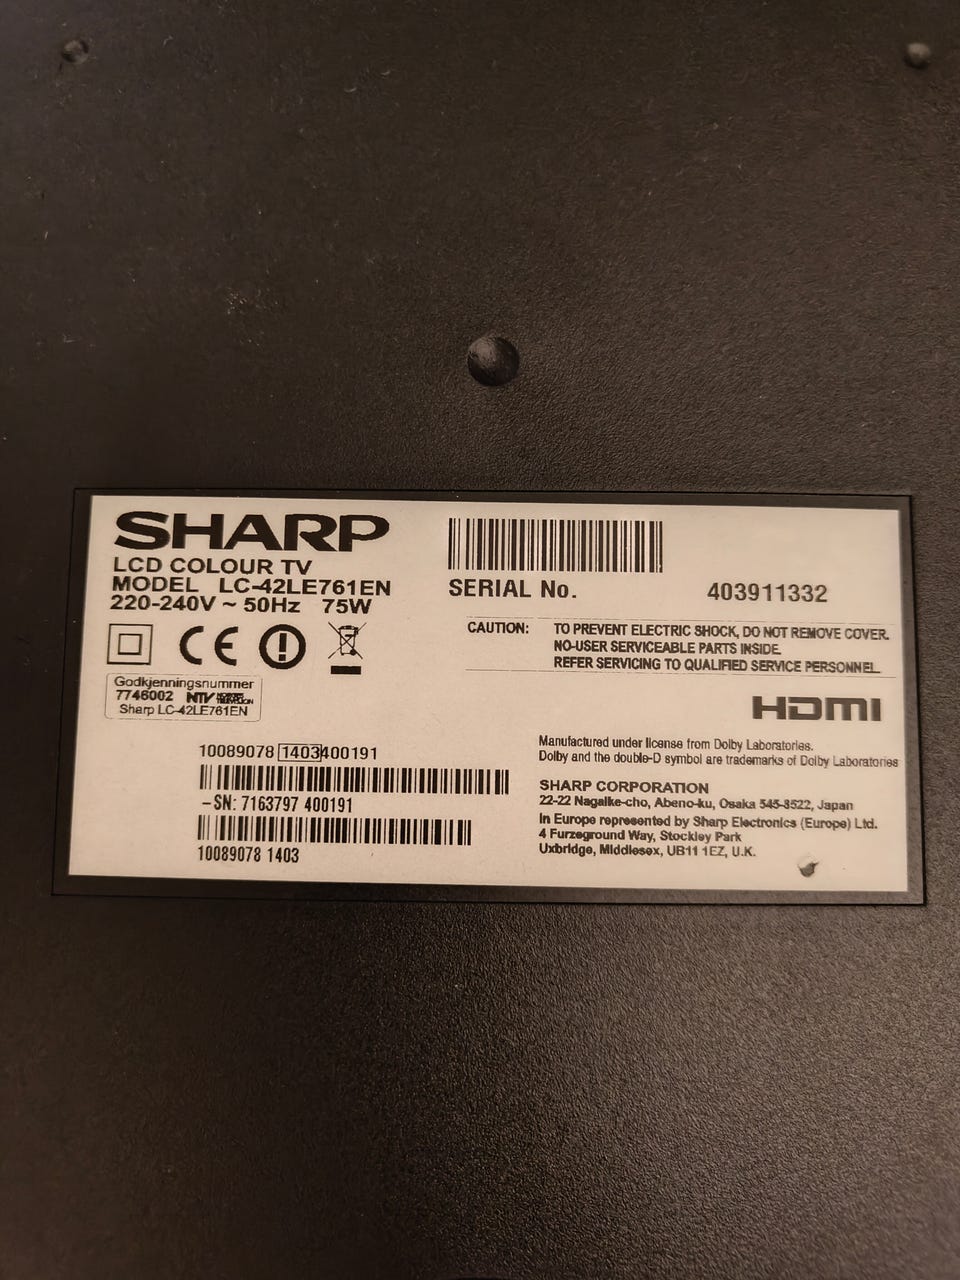 SHARP
LCD COLOUR TV
MODEL LC-42LE761EN
220-240V ~ 50Hz 75W
SERIAL No. 403911332
CAUTION: TO PREVENT ELECTRIC SHOCK, DO NOT REMOVE COVER.
NO-USER SERVICEABLE PARTS INSIDE.
REFER SERVICING TO QUALIFIED SERVICE PERSONNEL.
CE
Godkjenningsnummer
7746002 NTV
Sharp LC-42LE761EN
HDMI
10089078 1403400191
-SN: 7163797 400191
10089078 1403
Manufactured under license from Dolby Laboratories.
Dolby and the double-D symbol are trademarks of Dolby Laboratories
SHARP CORPORATION
22-22 Nagaike-cho, Abeno-ku, Osaka 545-8522, Japan
In Europe represented by Sharp Electronics (Europe) Ltd.
4 Furzeground Way, Stockley Park
Uxbridge, Middlesex, UB11 1EZ, U.K.